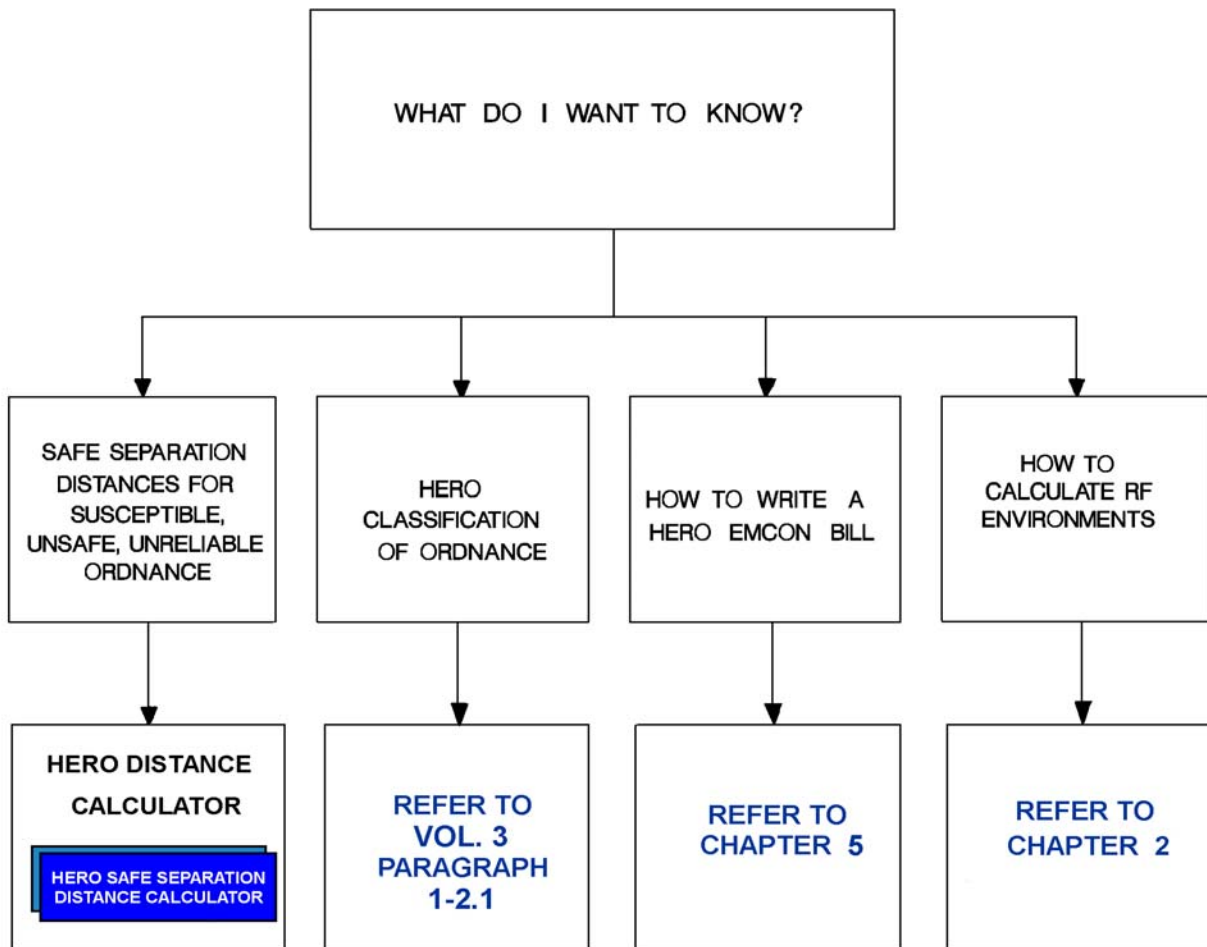 WHAT DO I WANT TO KNOW?
SAFE SEPARATION
DISTANCES FOR
SUSCEPTIBLE,
UNSAFE, UNRELIABLE
ORDNANCE
HERO
CLASSIFICATION
OF ORDNANCE
HOW TO WRITE A
HERO EMCON BILL
HOW TO
CALCULATE RF
ENVIRONMENTS
HERO DISTANCE
CALCULATOR
HERO SAFE SEPARATION
DISTANCE CALCULATOR
REFER TO
VOL. 3
PARAGRAPH
1-2.1
REFER TO
CHAPTER 5
REFER TO
CHAPTER 2